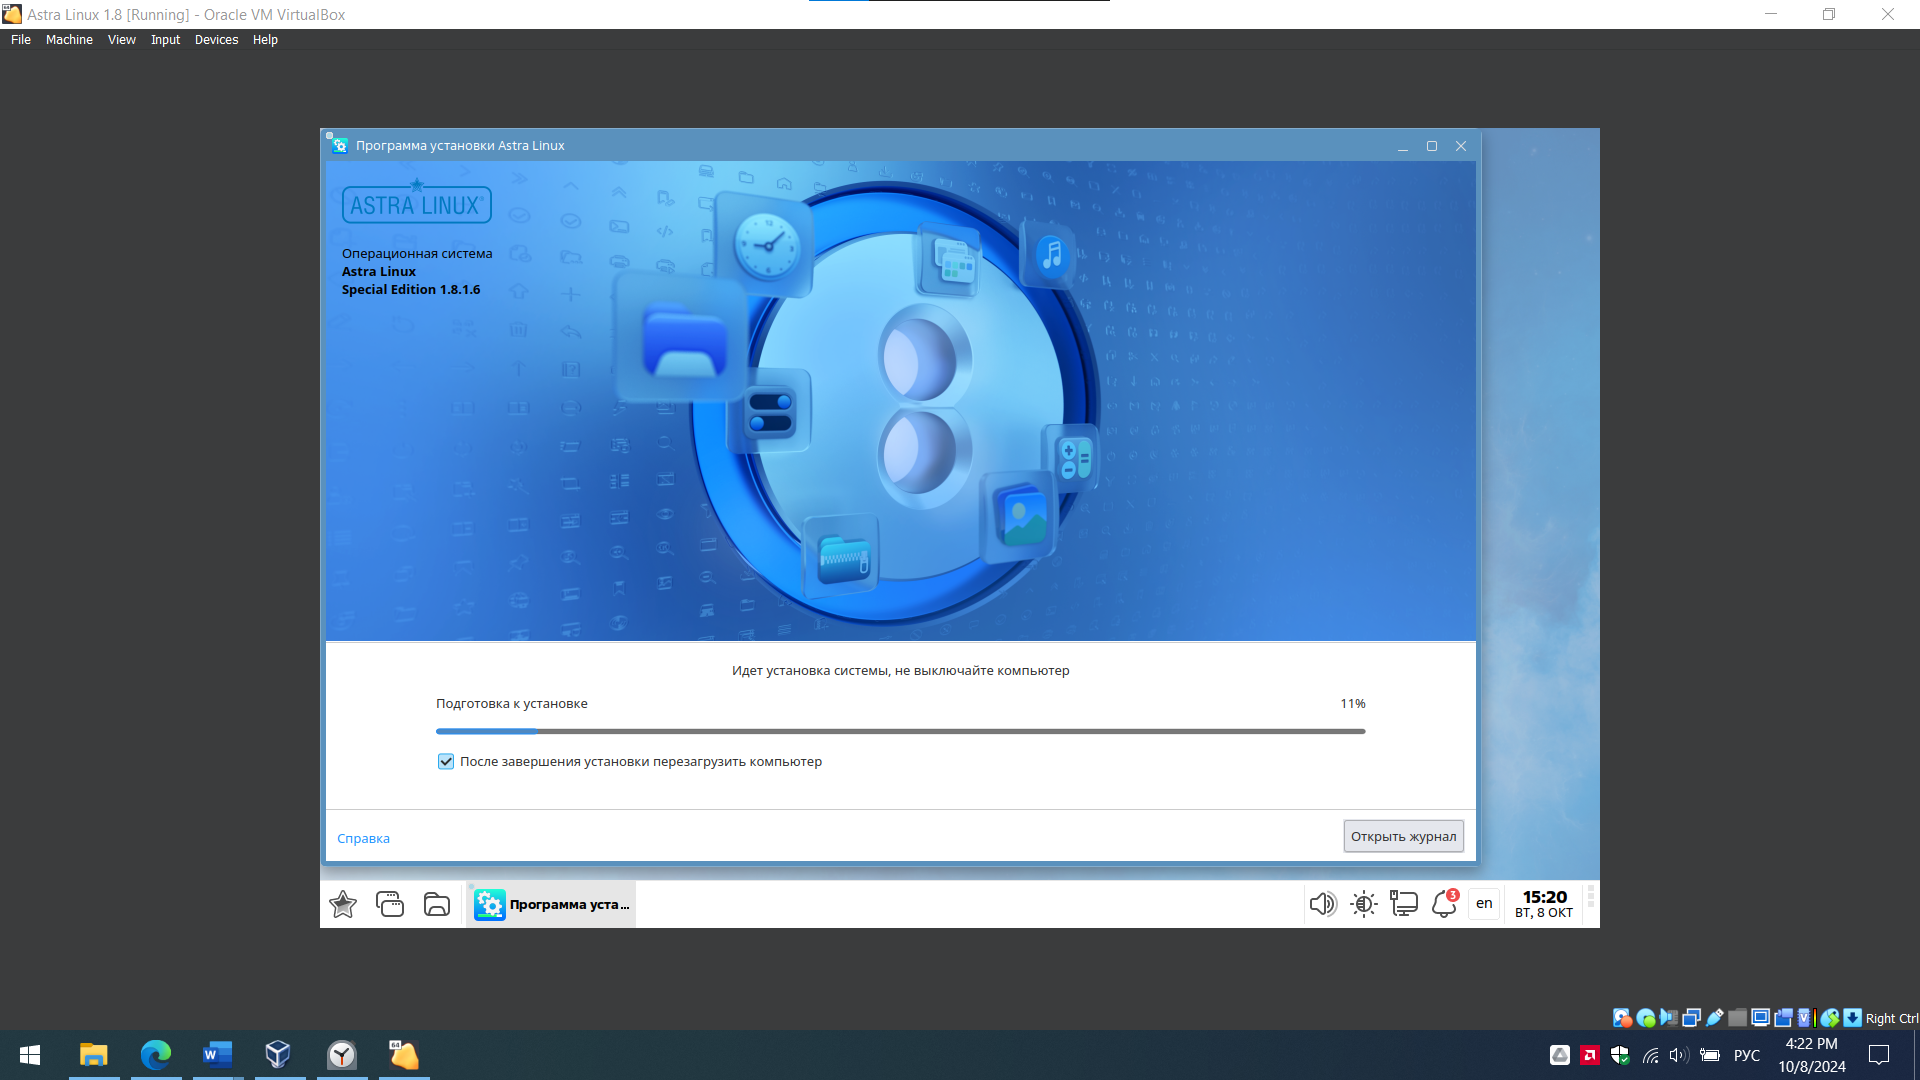 Astra Linux 1.8 [Running] - Oracle VM VirtualBox
File Machine View Input Devices Help
Программа установки Astra Linux
ASTRA LINUX®
Операционная система
Astra Linux
Special Edition 1.8.1.6
Идет установка системы, не выключайте компьютер
Подготовка к установке 11%
После завершения установки перезагрузить компьютер
Справка
Открыть журнал
Программа уста...
3
en
15:20
ВТ, 8 ОКТ
Right Ctrl
W
64
РУС
4:22 PM
10/8/2024